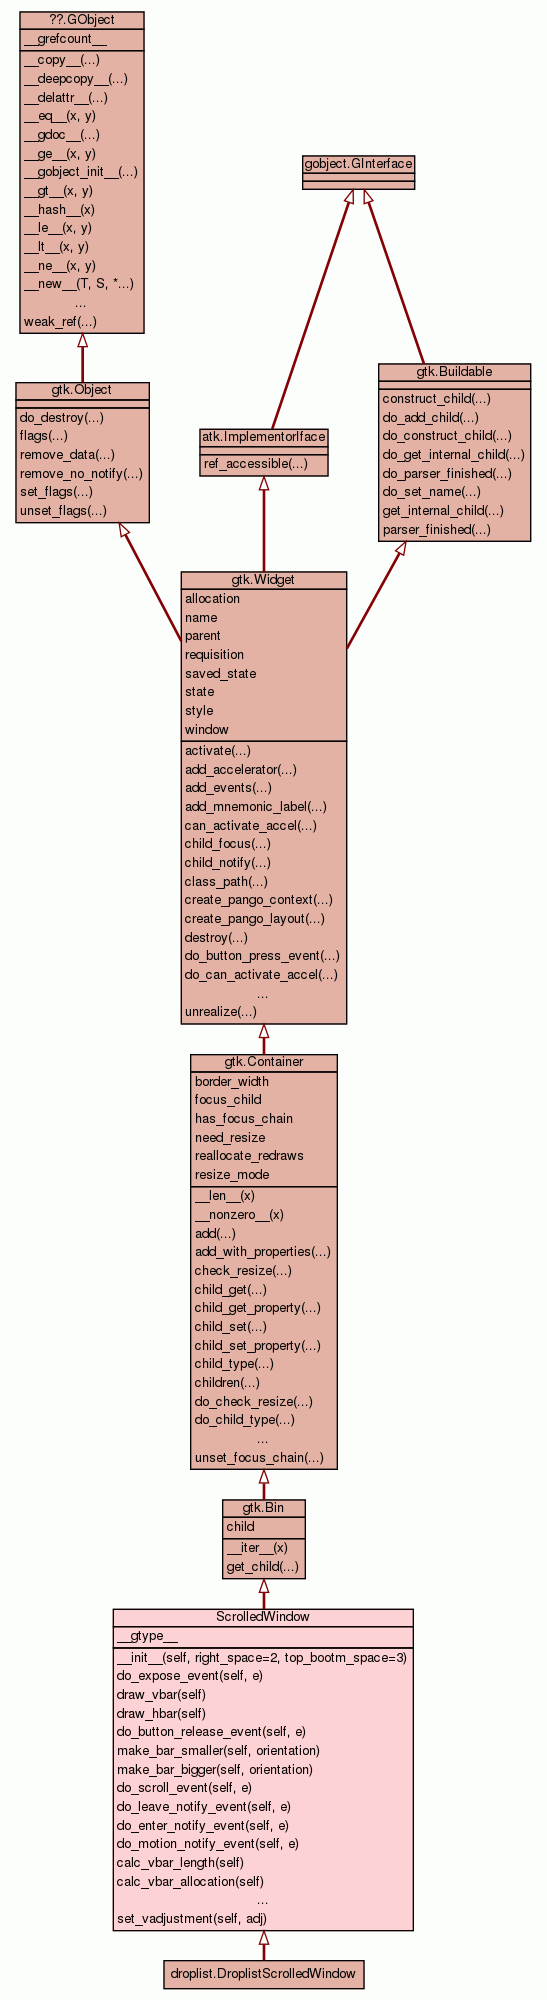 ??.GObject
__grefcount__
__copy__(...)
__deepcopy__(...)
__delattr__(...)
__eq__(x, y)
__gdoc__(...)
__ge__(x, y)
__gobject_init__(...)
__gt__(x, y)
__hash__(x)
__le__(x, y)
__lt__(x, y)
__ne__(x, y)
__new__(T, S, *...)
...
weak_ref(...)
gobject.GInterface
gtk.Object
do_destroy(...)
flags(...)
remove_data(...)
remove_no_notify(...)
set_flags(...)
unset_flags(...)
atk.ImplementorIface
ref_accessible(...)
gtk.Buildable
construct_child(...)
do_add_child(...)
do_construct_child(...)
do_get_internal_child(...)
do_parser_finished(...)
do_set_name(...)
get_internal_child(...)
parser_finished(...)
gtk.Widget
allocation
name
parent
requisition
saved_state
state
style
window
activate(...)
add_accelerator(...)
add_events(...)
add_mnemonic_label(...)
can_activate_accel(...)
child_focus(...)
child_notify(...)
class_path(...)
create_pango_context(...)
create_pango_layout(...)
destroy(...)
do_button_press_event(...)
do_can_activate_accel(...)
...
unrealize(...)
gtk.Container
border_width
focus_child
has_focus_chain
need_resize
reallocate_redraws
resize_mode
__len__(x)
__nonzero__(x)
add(...)
add_with_properties(...)
check_resize(...)
child_get(...)
child_get_property(...)
child_set(...)
child_set_property(...)
child_type(...)
children(...)
do_check_resize(...)
do_child_type(...)
...
unset_focus_chain(...)
gtk.Bin
child
__iter__(x)
get_child(...)
ScrolledWindow
__gtype__
__init__(self, right_space=2, top_bootm_space=3)
do_expose_event(self, e)
draw_vbar(self)
draw_hbar(self)
do_button_release_event(self, e)
make_bar_smaller(self, orientation)
make_bar_bigger(self, orientation)
do_scroll_event(self, e)
do_leave_notify_event(self, e)
do_enter_notify_event(self, e)
do_motion_notify_event(self, e)
calc_vbar_length(self)
calc_vbar_allocation(self)
...
set_vadjustment(self, adj)
droplist.DroplistScrolledWindow